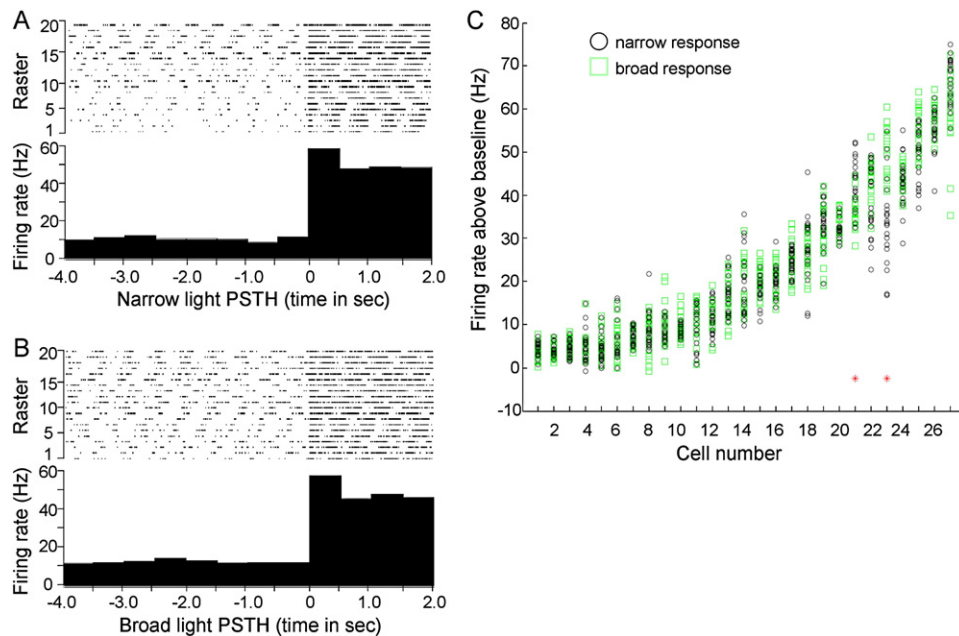 A
Raster
20
15
10
5
1
Firing rate (Hz)
60
40
20
0
-4.0 -3.0 -2.0 -1.0 0 1.0 2.0
Narrow light PSTH (time in sec)
B
Raster
20
15
10
5
1
Firing rate (Hz)
60
40
20
0
-4.0 -3.0 -2.0 -1.0 0 1.0 2.0
Broad light PSTH (time in sec)
C
Firing rate above baseline (Hz)
80
70
60
50
40
30
20
10
0
-10
narrow response
broad response
2 4 6 8 10 12 14 16 18 20 22 24 26
Cell number